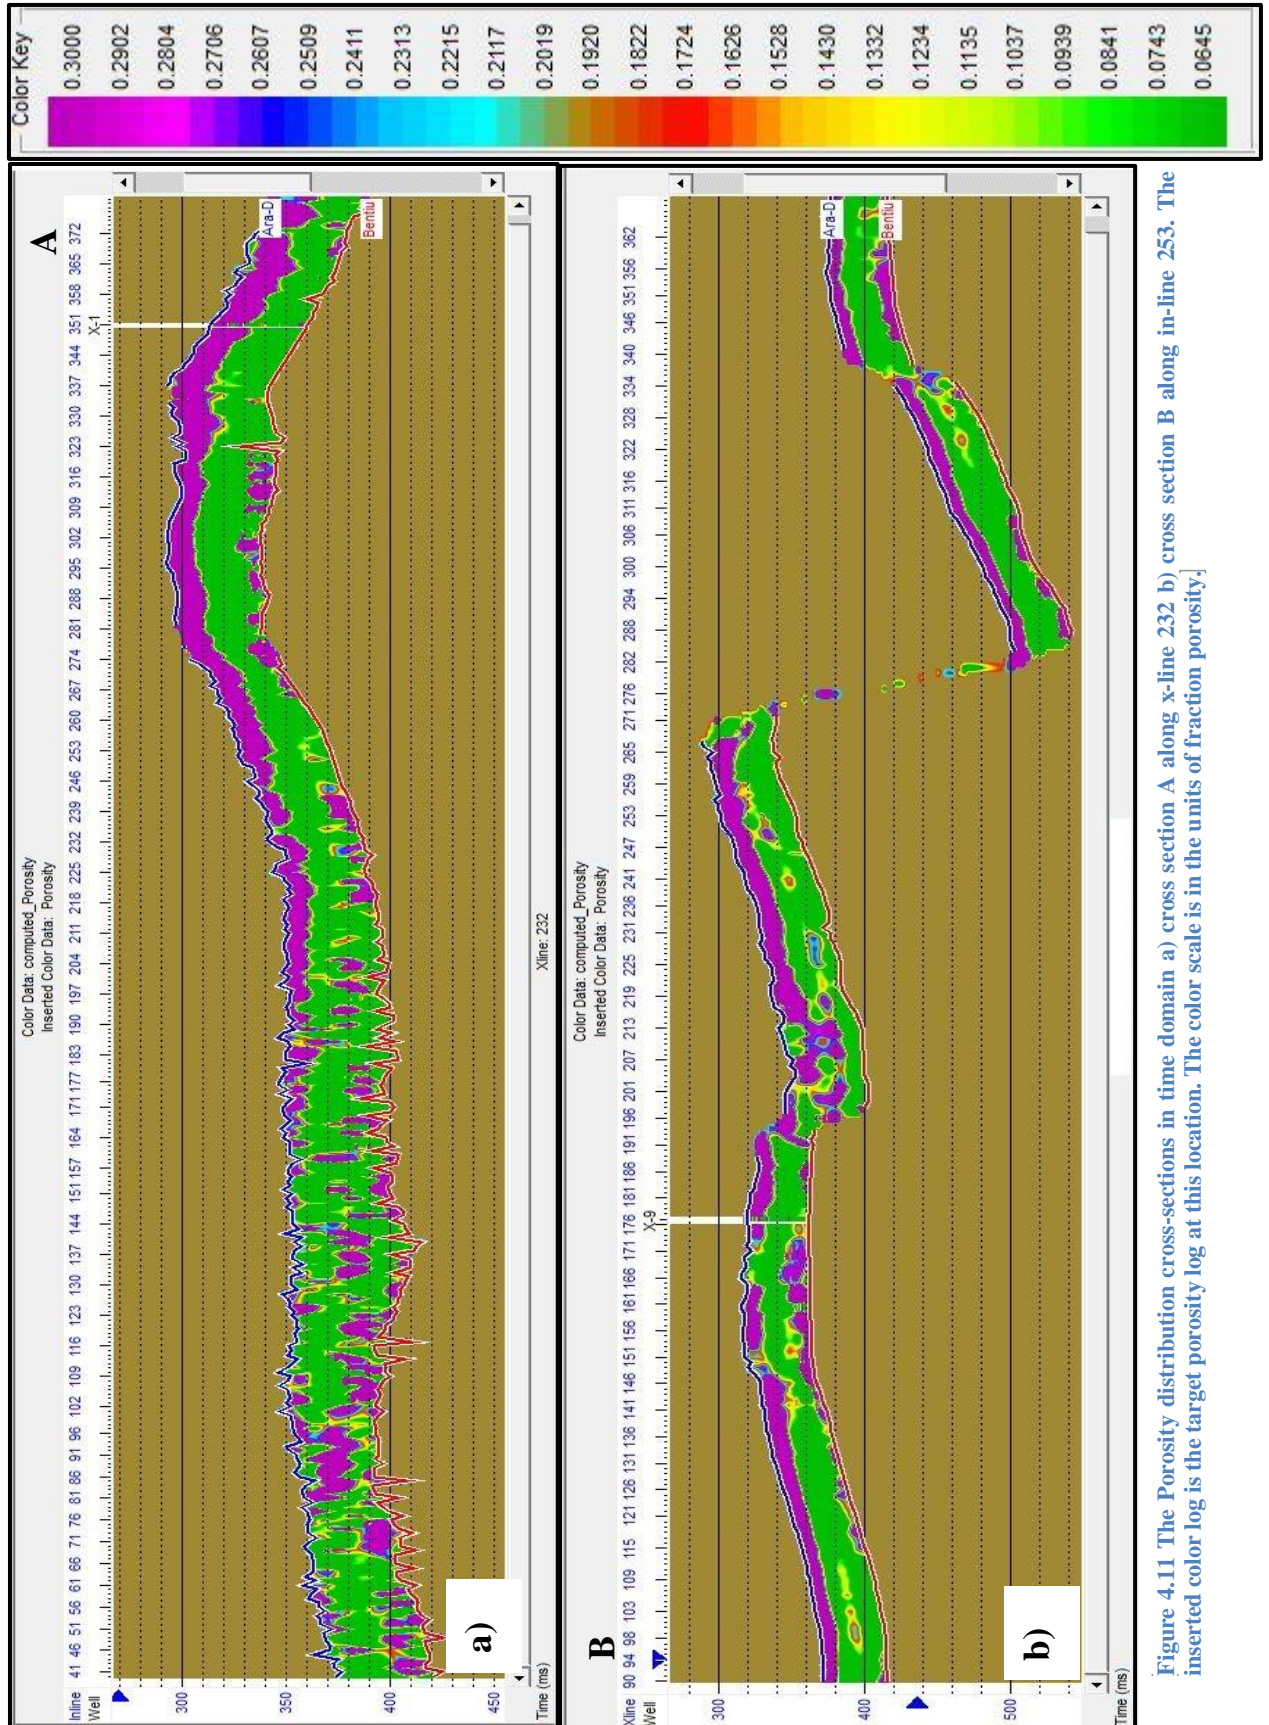 Color Key
0.3000
0.2902
0.2804
0.2706
0.2607
0.2509
0.2411
0.2313
0.2215
0.2117
0.2019
0.1920
0.1822
0.1724
0.1626
0.1528
0.1430
0.1332
0.1234
0.1135
0.1037
0.0939
0.0841
0.0743
0.0645
A
Color Data: computed_Porosity
Inserted Color Data: Porosity
Inline 41 46 51 56 61 66 71 76 81 86 91 96 102 109 116 123 130 137 144 151 157 164 171 177 183 190 197 204 211 218 225 232 239 246 253 260 267 274 281 288 295 302 309 316 323 330 337 344 351 358 365 372
Well X-1
Ara-D
Bentiu
300
350
400
450
Time (ms)
a)
Xline: 232
B
Color Data: computed_Porosity
Inserted Color Data: Porosity
Xline 90 94 98 103 109 115 121 126 131 136 141 146 151 156 161 166 171 176 181 186 191 196 201 207 213 219 225 231 236 241 247 253 259 265 271 276 282 288 294 300 306 311 316 322 328 334 340 346 351 356 362
Well X-9
Ara-D
Bentiu
300
400
500
Time (ms)
b)
Figure 4.11 The Porosity distribution cross-sections in time domain a) cross section A along x-line 232 b) cross section B along in-line 253. The
inserted color log is the target porosity log at this location. The color scale is in the units of fraction porosity.